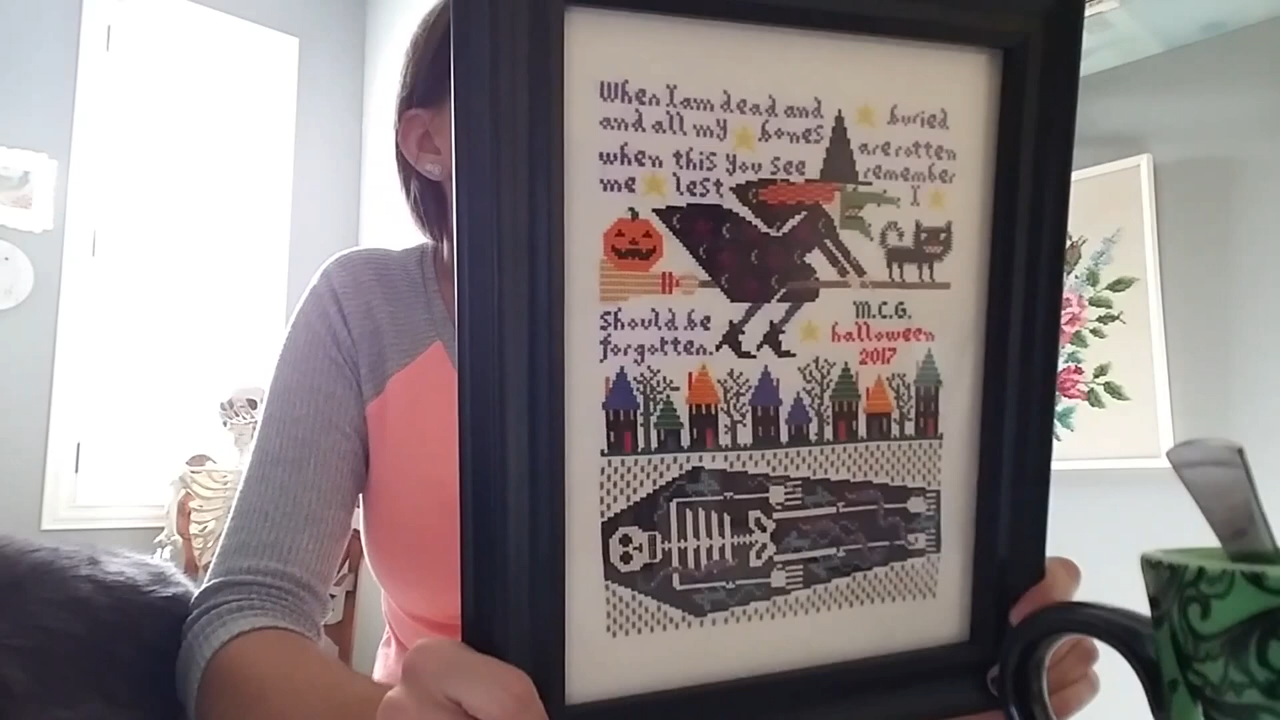 When I am dead and buried
and all my bones are rotten
when this you see remember
me lest I
Should be
forgotten.
M.C.G.
halloween
2017